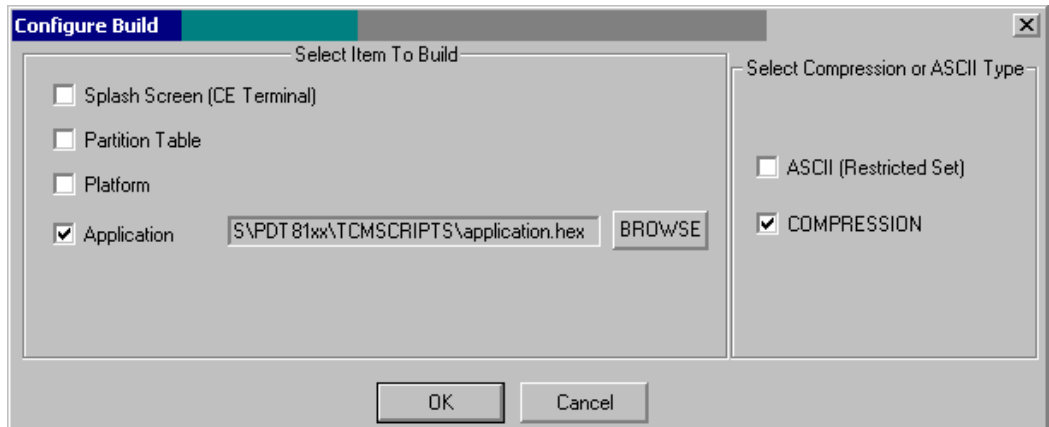 Configure Build
Select Item To Build
Splash Screen (CE Terminal)
Partition Table
Platform
Application S\PDT81xx\TCMSCRIPTS\application.hex BROWSE
Select Compression or ASCII Type
ASCII (Restricted Set)
COMPRESSION
OK Cancel